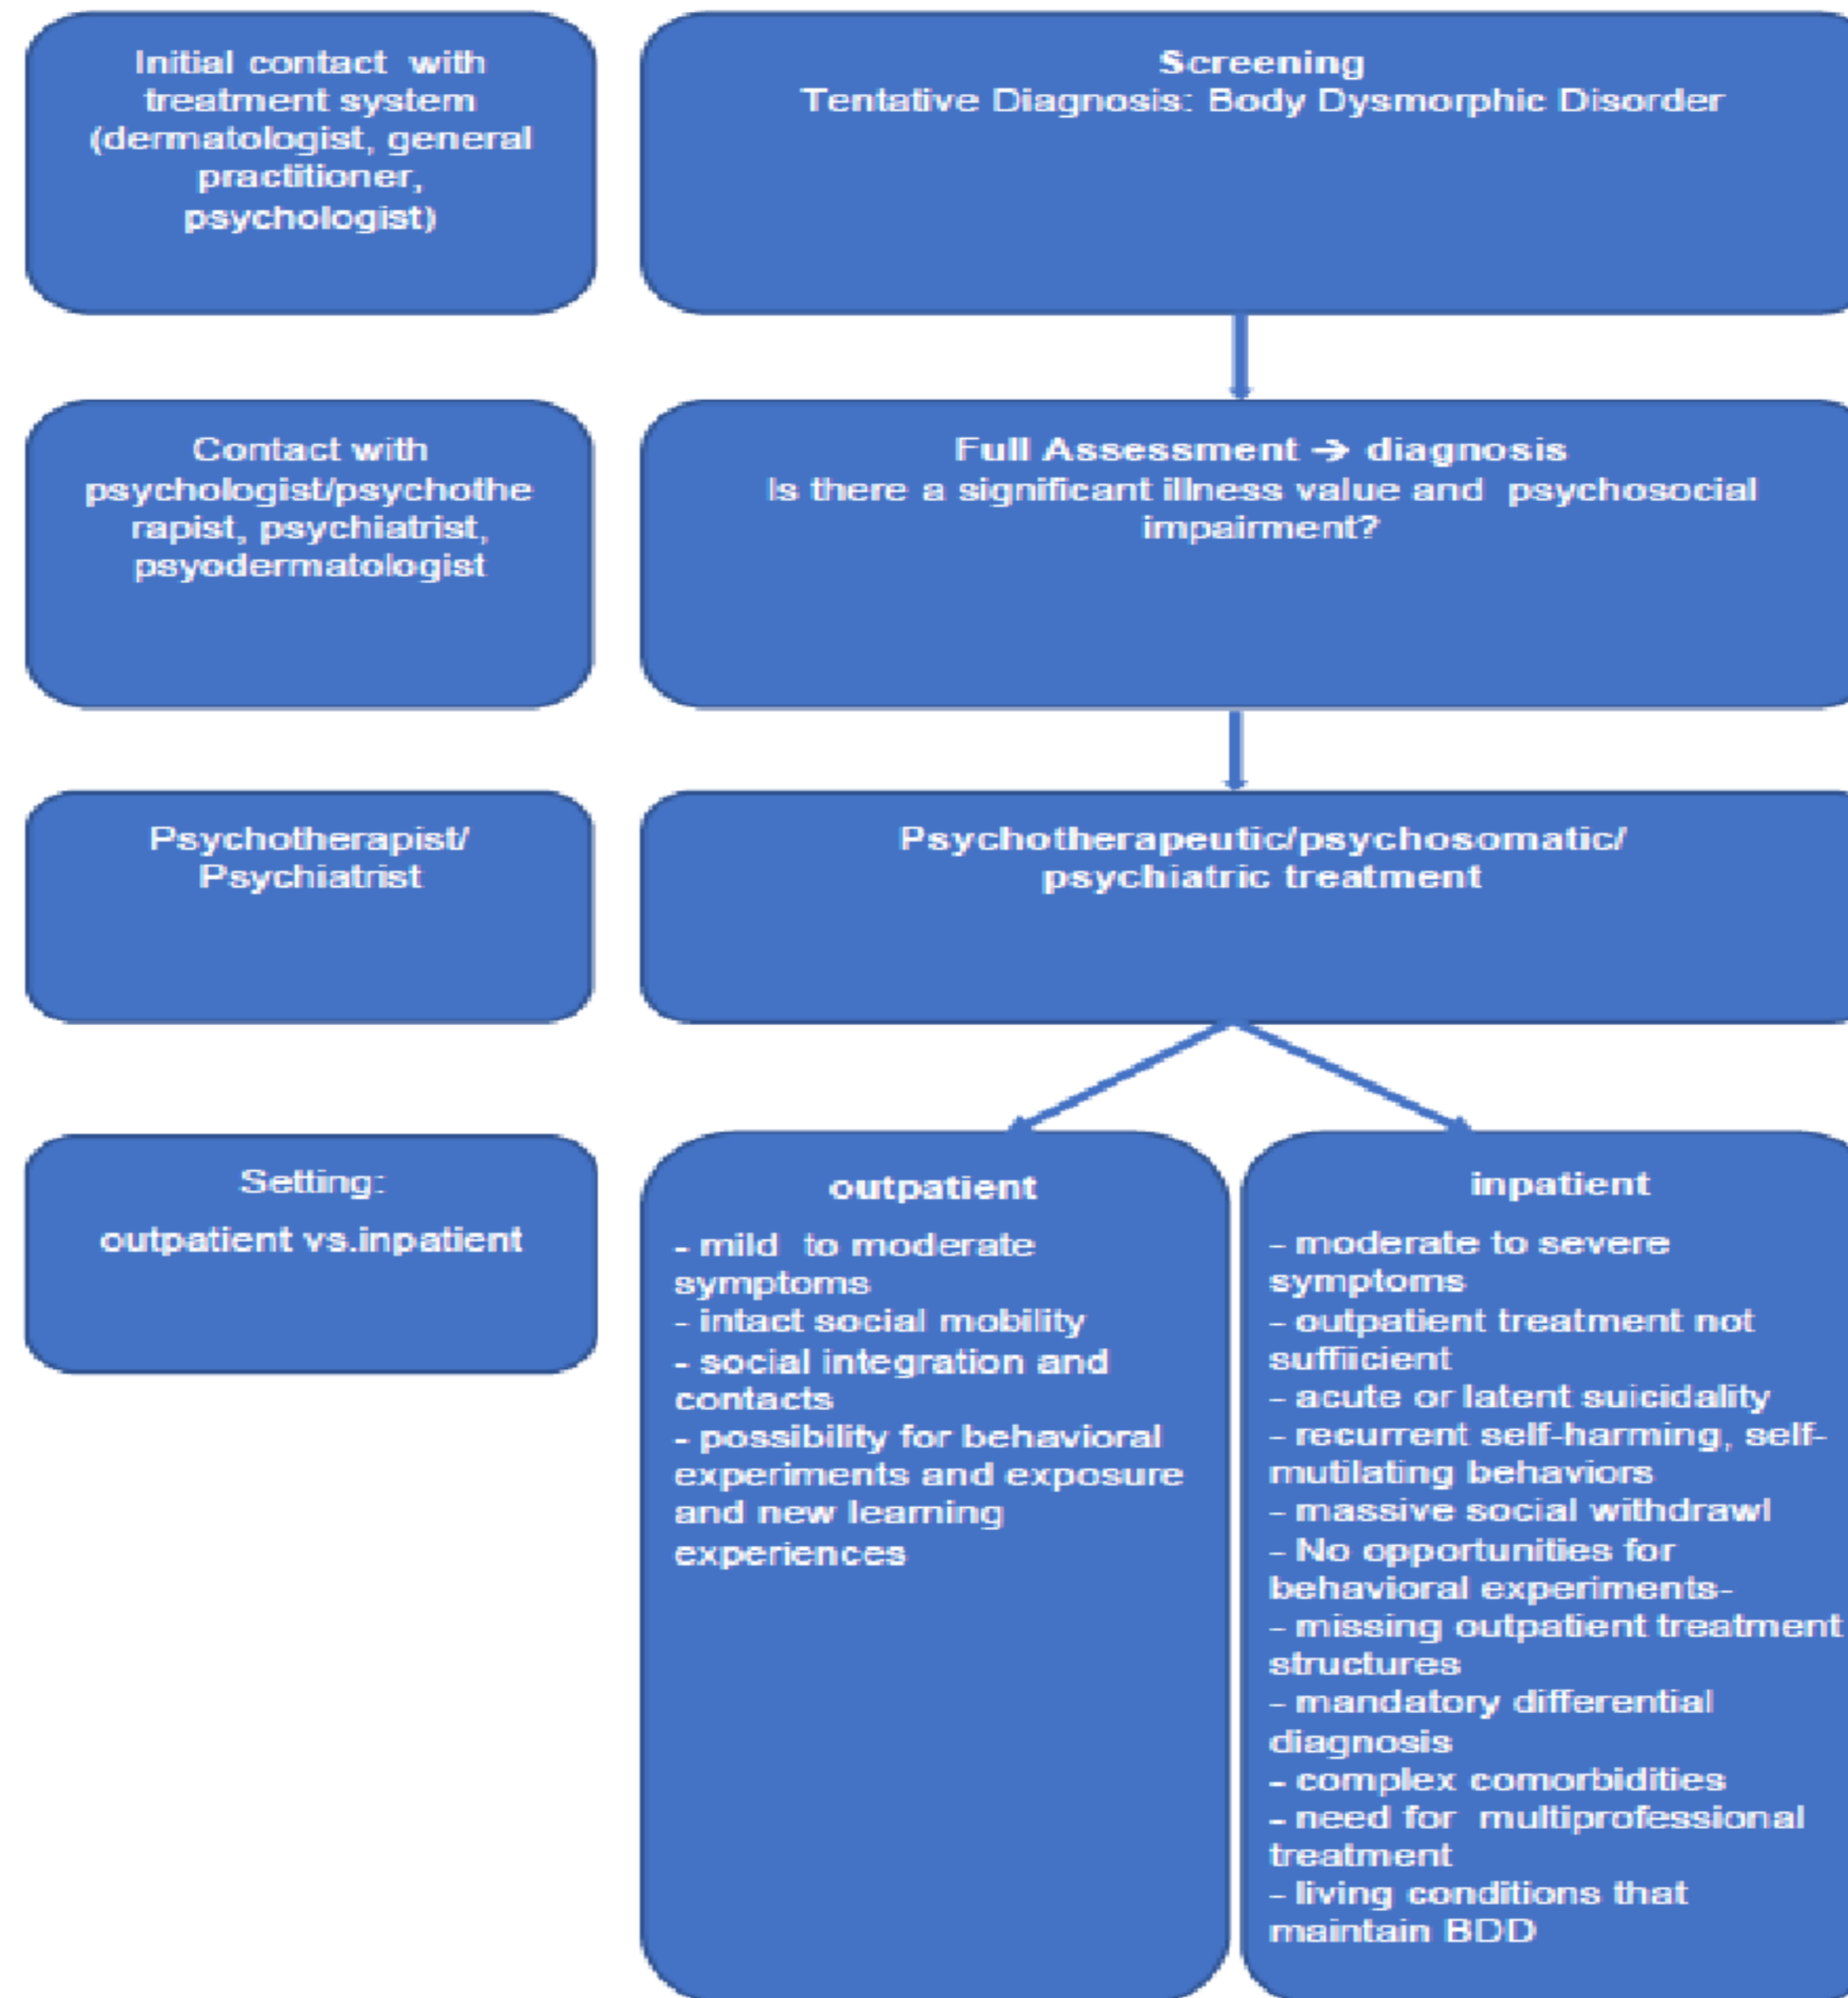 Initial contact with
treatment system
(dermatologist, general
practitioner,
psychologist)
Screening
Tentative Diagnosis: Body Dysmorphic Disorder
Contact with
psychologist/psychothe
rapist, psychiatrist,
psyodermatologist
Full Assessment → diagnosis
Is there a significant illness value and psychosocial
impairment?
Psychotherapist/
Psychiatrist
Psychotherapeutic/psychosomatic/
psychiatric treatment
Setting:
outpatient vs.inpatient
outpatient
- mild to moderate
symptoms
- intact social mobility
- social integration and
contacts
- possibility for behavioral
experiments and exposure
and new learning
experiences
inpatient
- moderate to severe
symptoms
- outpatient treatment not
suffiicient
- acute or latent suicidality
- recurrent self-harming, self-
mutilating behaviors
- massive social withdrawl
- No opportunities for
behavioral experiments-
- missing outpatient treatment
structures
- mandatory differential
diagnosis
- complex comorbidities
- need for multiprofessional
treatment
- living conditions that
maintain BDD